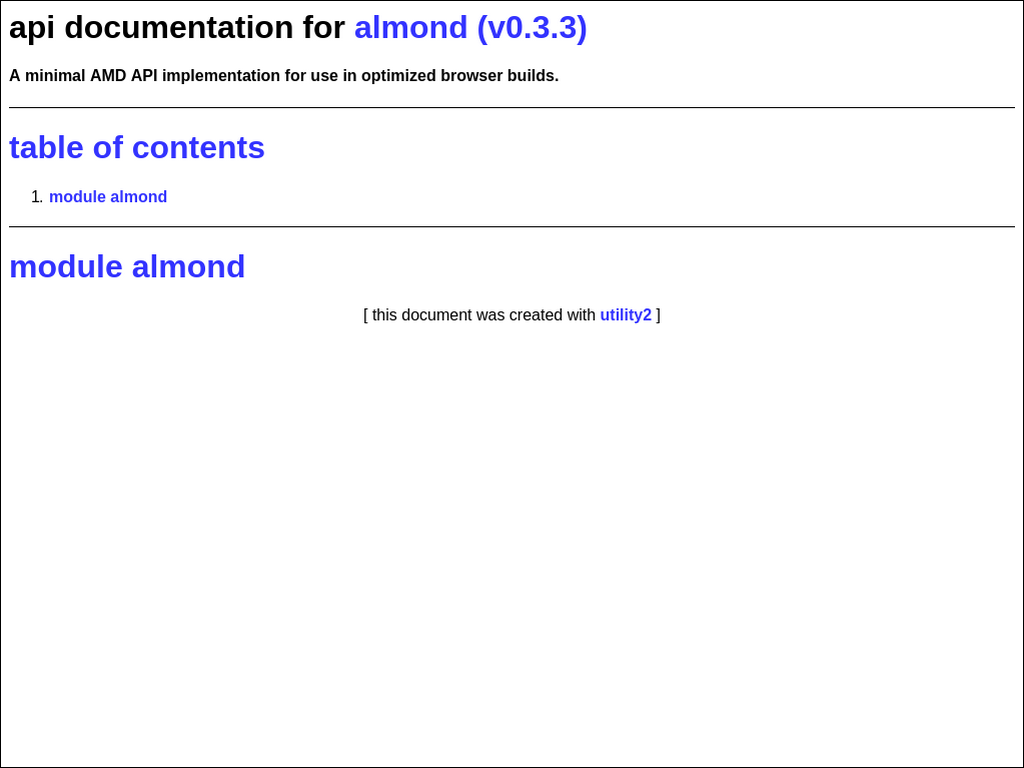 api documentation for almond (v0.3.3)
A minimal AMD API implementation for use in optimized browser builds.
table of contents
1. module almond
module almond
[ this document was created with utility2 ]